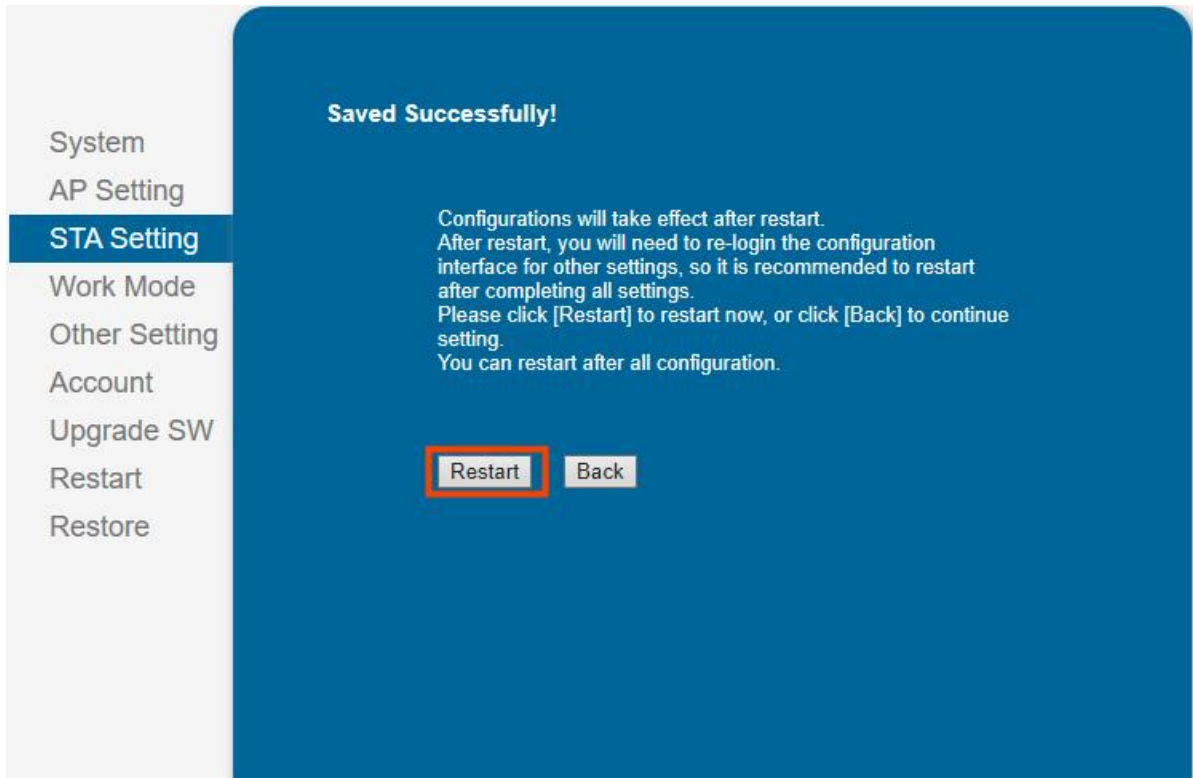 System
AP Setting
STA Setting
Work Mode
Other Setting
Account
Upgrade SW
Restart
Restore
Saved Successfully!
Configurations will take effect after restart.
After restart, you will need to re-login the configuration
interface for other settings, so it is recommended to restart
after completing all settings.
Please click [Restart] to restart now, or click [Back] to continue
setting.
You can restart after all configuration.
Restart Back